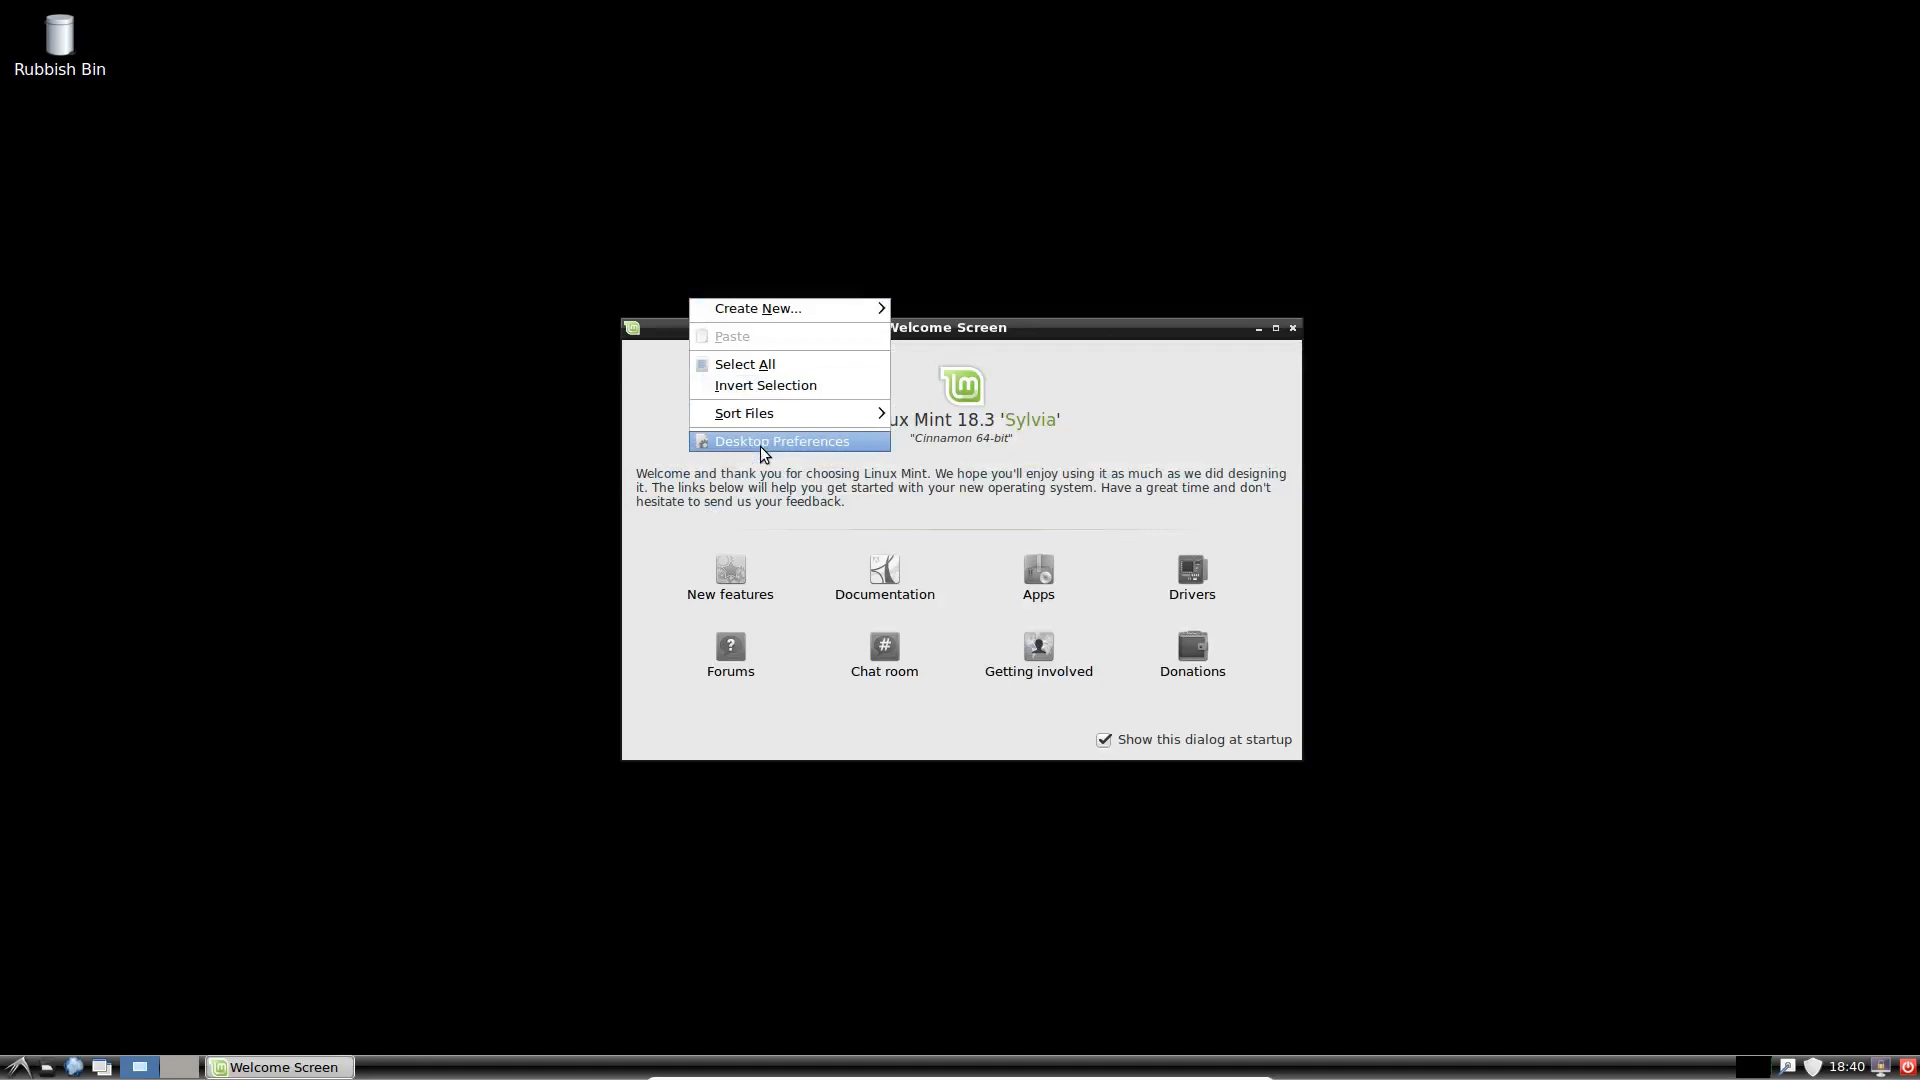 Rubbish Bin
Create New...
Paste
Select All
Invert Selection
Sort Files
Desktop Preferences
Welcome Screen
ux Mint 18.3 'Sylvia'
"Cinnamon 64-bit"
Welcome and thank you for choosing Linux Mint. We hope you'll enjoy using it as much as we did designing
it. The links below will help you get started with your new operating system. Have a great time and don't
hesitate to send us your feedback.
New features
Documentation
Apps
Drivers
Forums
Chat room
Getting involved
Donations
Show this dialog at startup
Welcome Screen
18:40